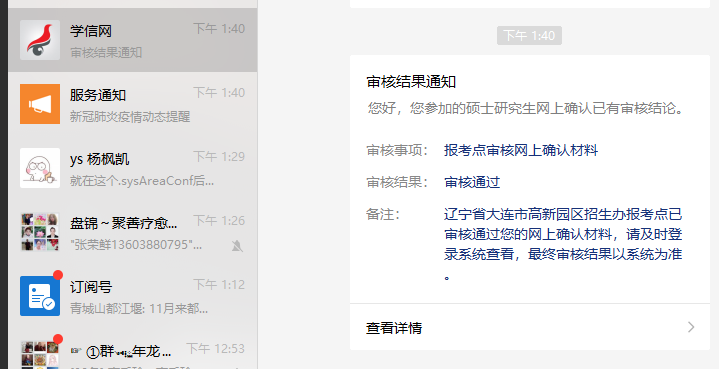 学信网
下午 1:40
审核结果通知
服务通知
下午 1:40
新冠肺炎疫情动态提醒
ys 杨枫凯
下午 1:29
就在这个.sysAreaConf后...
盘锦～聚善疗愈...
下午 1:26
"张荣鲜13603880795"...
订阅号
下午 1:12
青城山都江堰: 11月来都...
①群
年龙...
下午 12:53
下午 1:40
审核结果通知
您好，您参加的硕士研究生网上确认已有审核结论。
审核事项：
报考点审核网上确认材料
审核结果：
审核通过
备注：
辽宁省大连市高新园区招生办报考点已
审核通过您的网上确认材料，请及时登
录系统查看，最终审核结果以系统为准
。
查看详情